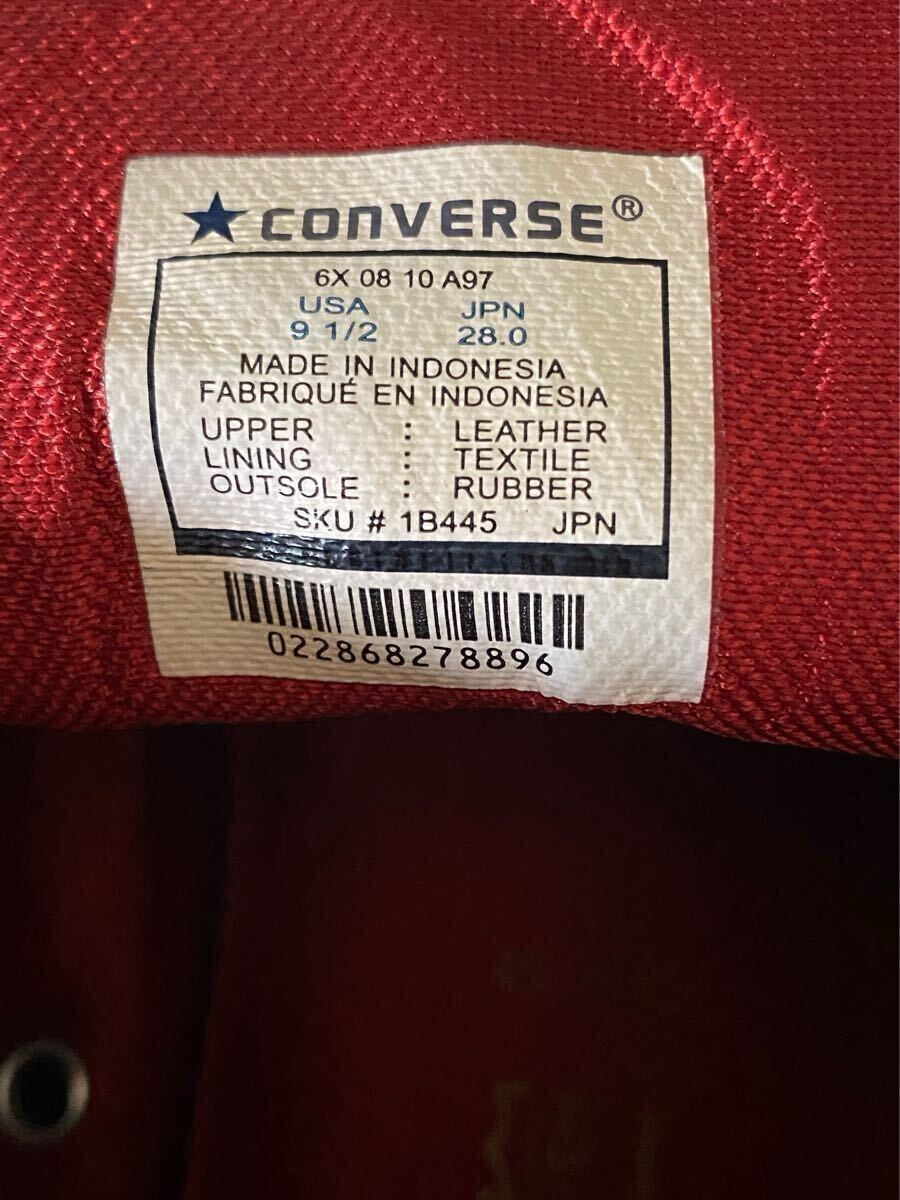 ★ CONVERSE®
6X 08 10 A97
USA JPN
9 1/2 28.0
MADE IN INDONESIA
FABRIQUÉ EN INDONESIA
UPPER : LEATHER
LINING : TEXTILE
OUTSOLE : RUBBER
SKU # 1B445 JPN
022868278896